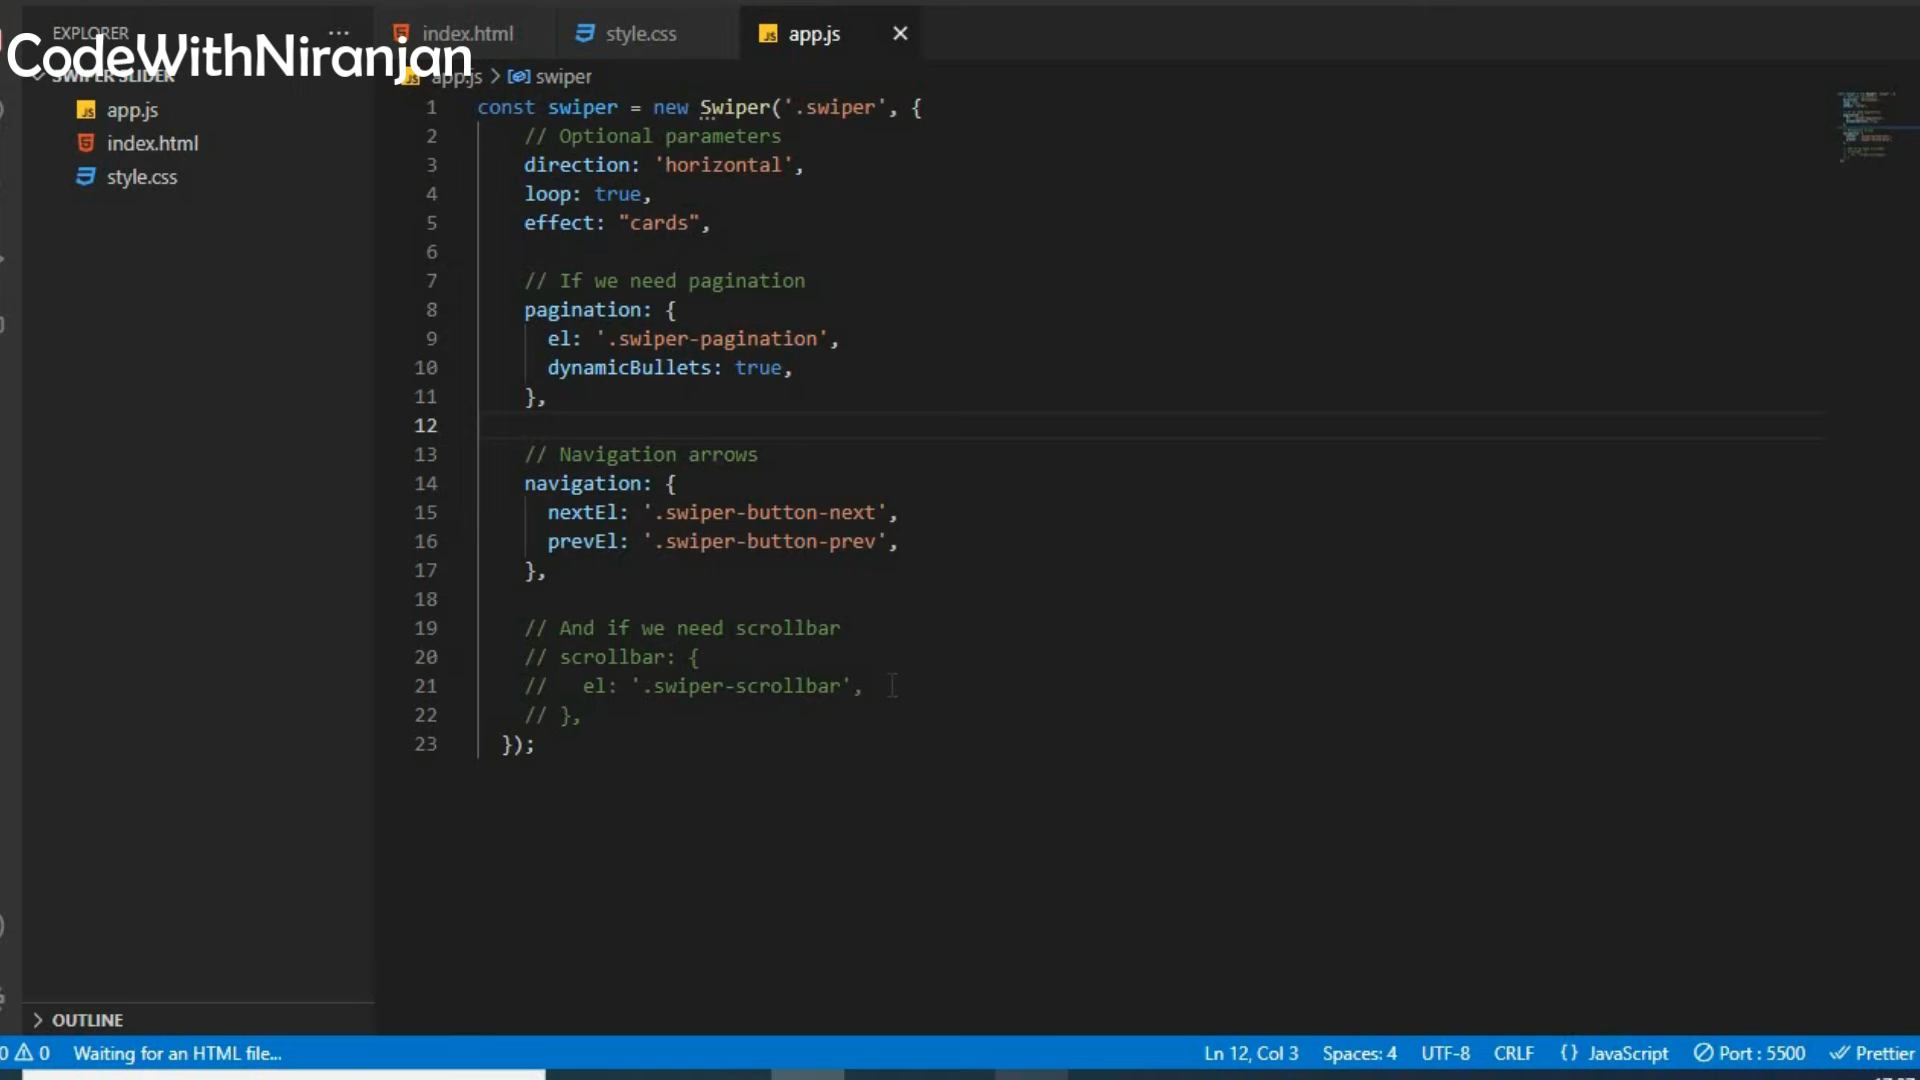 CodeWithNiranjan
EXPLORER ...
SWIPER SLIDER
JS app.js
index.html
style.css
index.html
style.css
JS app.js
JS app.js > swiper
1 const swiper = new Swiper('.swiper', {
2 // Optional parameters
3 direction: 'horizontal',
4 loop: true,
5 effect: "cards",
6
7 // If we need pagination
8 pagination: {
9 el: '.swiper-pagination',
10 dynamicBullets: true,
11 },
12
13 // Navigation arrows
14 navigation: {
15 nextEl: '.swiper-button-next',
16 prevEl: '.swiper-button-prev',
17 },
18
19 // And if we need scrollbar
20 // scrollbar: {
21 // el: '.swiper-scrollbar',
22 // },
23 });
OUTLINE
0 0 Waiting for an HTML file... Ln 12, Col 3 Spaces: 4 UTF-8 CRLF {} JavaScript Port : 5500 Prettier